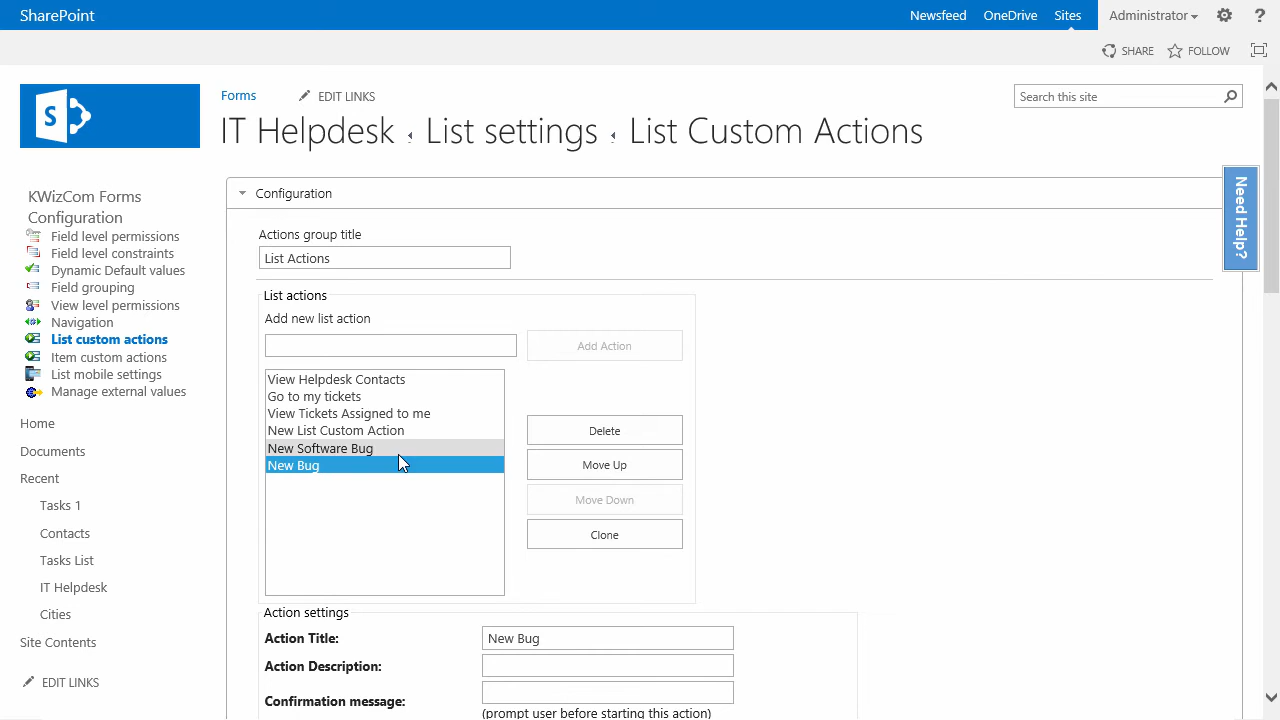 SharePoint
Newsfeed OneDrive Sites Administrator ?
SHARE FOLLOW
S
Forms EDIT LINKS
Search this site
IT Helpdesk List settings List Custom Actions
KWizCom Forms
Configuration
Field level permissions
Field level constraints
Dynamic Default values
Field grouping
View level permissions
Navigation
List custom actions
Item custom actions
List mobile settings
Manage external values
Home
Documents
Recent
Tasks 1
Contacts
Tasks List
IT Helpdesk
Cities
Site Contents
EDIT LINKS
Configuration
Need Help?
Actions group title
List Actions
List actions
Add new list action
Add Action
View Helpdesk Contacts
Go to my tickets
View Tickets Assigned to me
New List Custom Action
New Software Bug
New Bug
Delete
Move Up
Move Down
Clone
Action settings
Action Title: New Bug
Action Description:
Confirmation message:
(prompt user before starting this action)